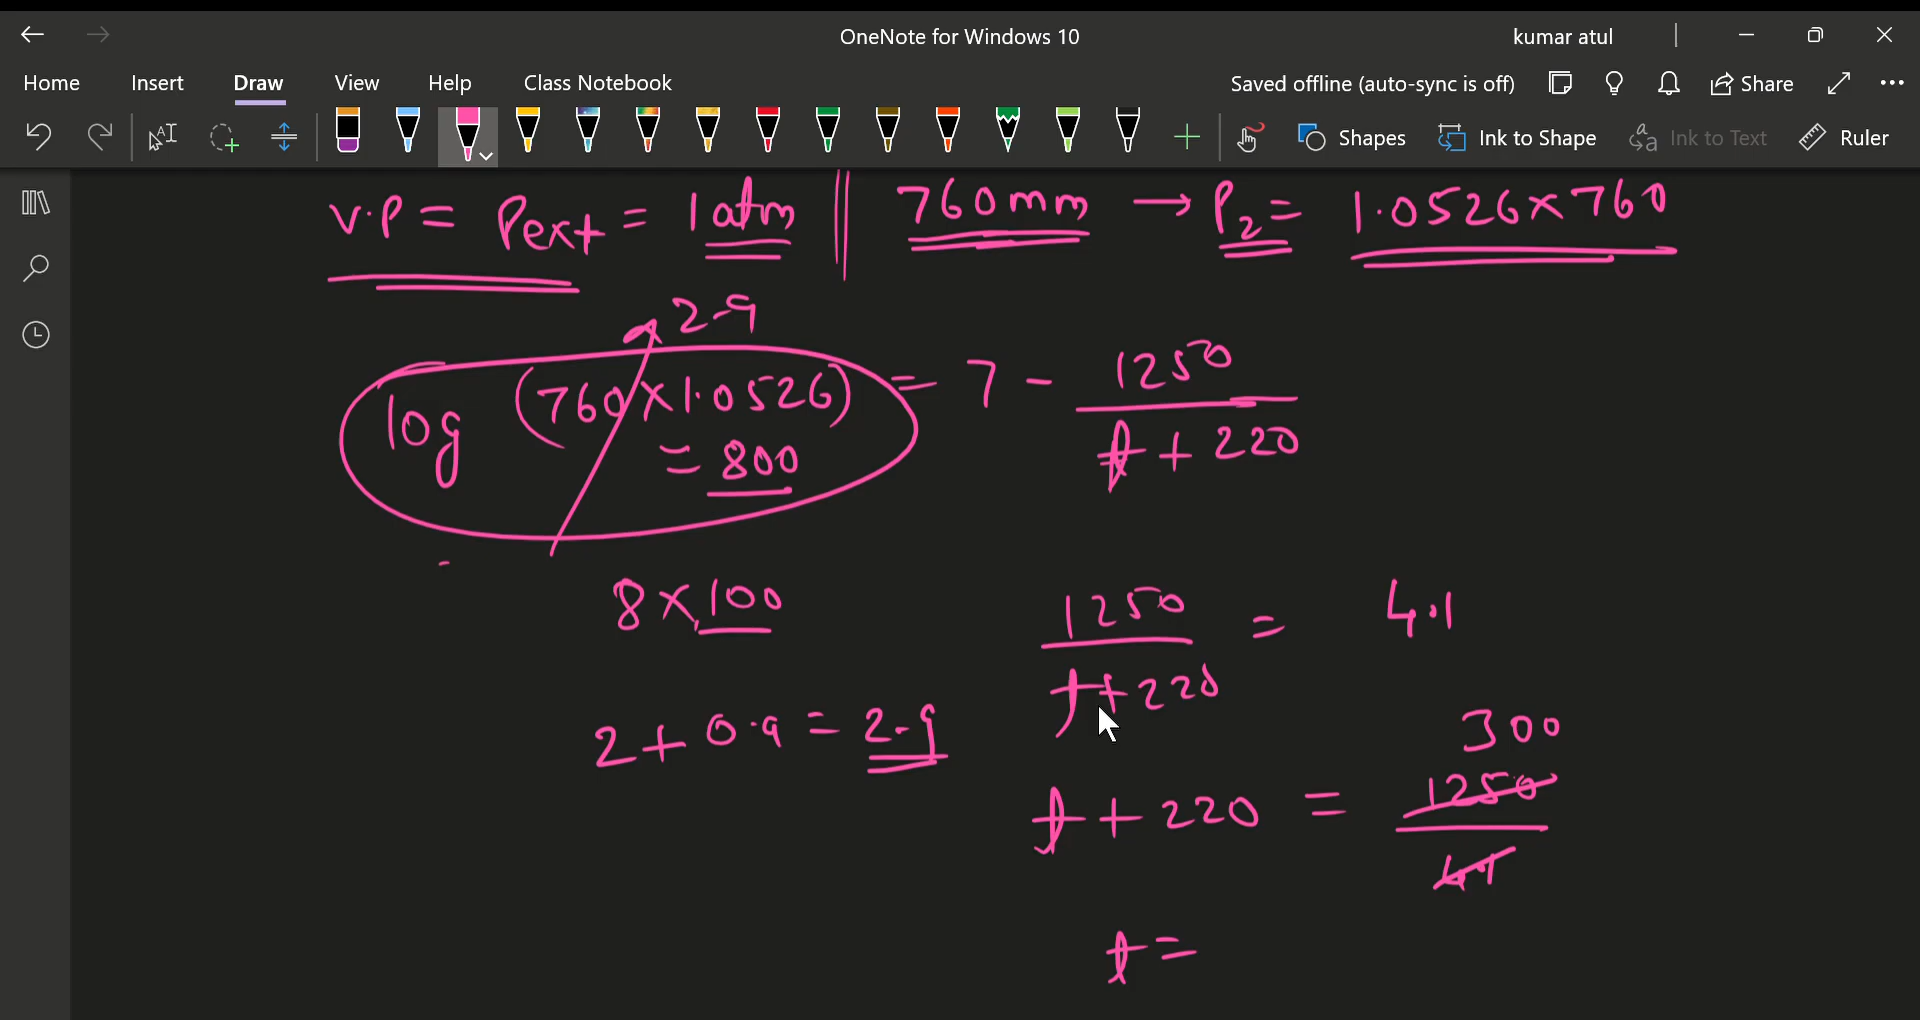 OneNote for Windows 10
kumar atul
Home Insert Draw View Help Class Notebook
Saved offline (auto-sync is off) Share
Shapes Ink to Shape Ink to Text Ruler
v.p = Pext = 1 atm || 760mm → P2 = 1.0526×760
2.9
log (760×1.0526) = 7 - 1250 / t + 220
= 800
8×100
1250 / t+220 = 4.1
2 + 0.9 = 2.9
300
t + 220 = 1250 / 4.1
t =